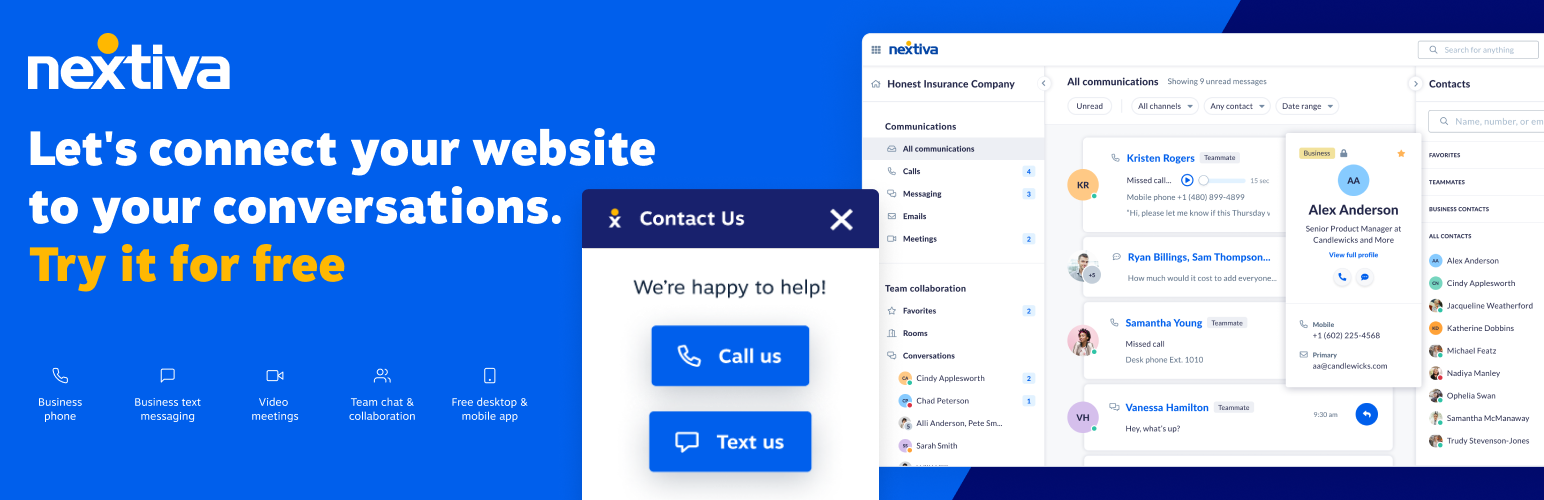 nextiva
Let's connect your website
to your conversations.
Try it for free
Business
phone
Business text
messaging
Video
meetings
Team chat &
collaboration
Free desktop &
mobile app
x Contact Us
We're happy to help!
Call us
Text us
nextiva
Search for anything
Honest Insurance Company
Communications
All communications
Calls 4
Messaging 3
Emails
Meetings 2
Team collaboration
Favorites 2
Rooms
Conversations
CA Cindy Applesworth 2
CP Chad Peterson 1
Alli Anderson, Pete Sm...
SS Sarah Smith
All communications Showing 9 unread messages
Unread All channels Any contact Date range
KR
Kristen Rogers Teammate
Missed call... 15 sec
Mobile phone +1 (480) 899-4899
"Hi, please let me know if this Thursday
+5
Ryan Billings, Sam Thompson...
How much would it cost to add everyone...
Samantha Young Teammate
Missed call
Desk phone Ext. 1010
VH
Vanessa Hamilton Teammate
Hey, what's up?
9:30 am
Business
AA
Alex Anderson
Senior Product Manager at
Candlewicks and More
View full profile
Mobile
+1 (602) 225-4568
Primary
aa@candlewicks.com
Contacts
Name, number, or em
FAVORITES
TEAMMATES
BUSINESS CONTACTS
ALL CONTACTS
AA Alex Anderson
CN Cindy Applesworth
Jacqueline Weatherford
KD Katherine Dobbins
Michael Featz
Nadiya Manley
Ophelia Swan
Samantha McManaway
Trudy Stevenson-Jones